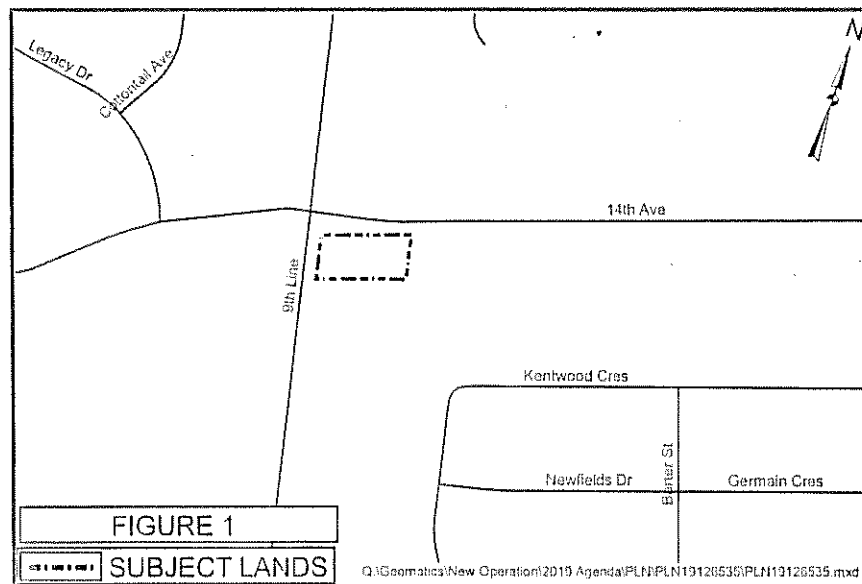 N
Legacy Dr
Cottontail Ave
14th Ave
9th Line
Kentwood Cres
Newfields Dr
Germain Cres
FIGURE 1
SUBJECT LANDS
Q:\Geomatics\New Operation\2019 Agenda\PLN\PLN19126535\PLN19126535.mxd